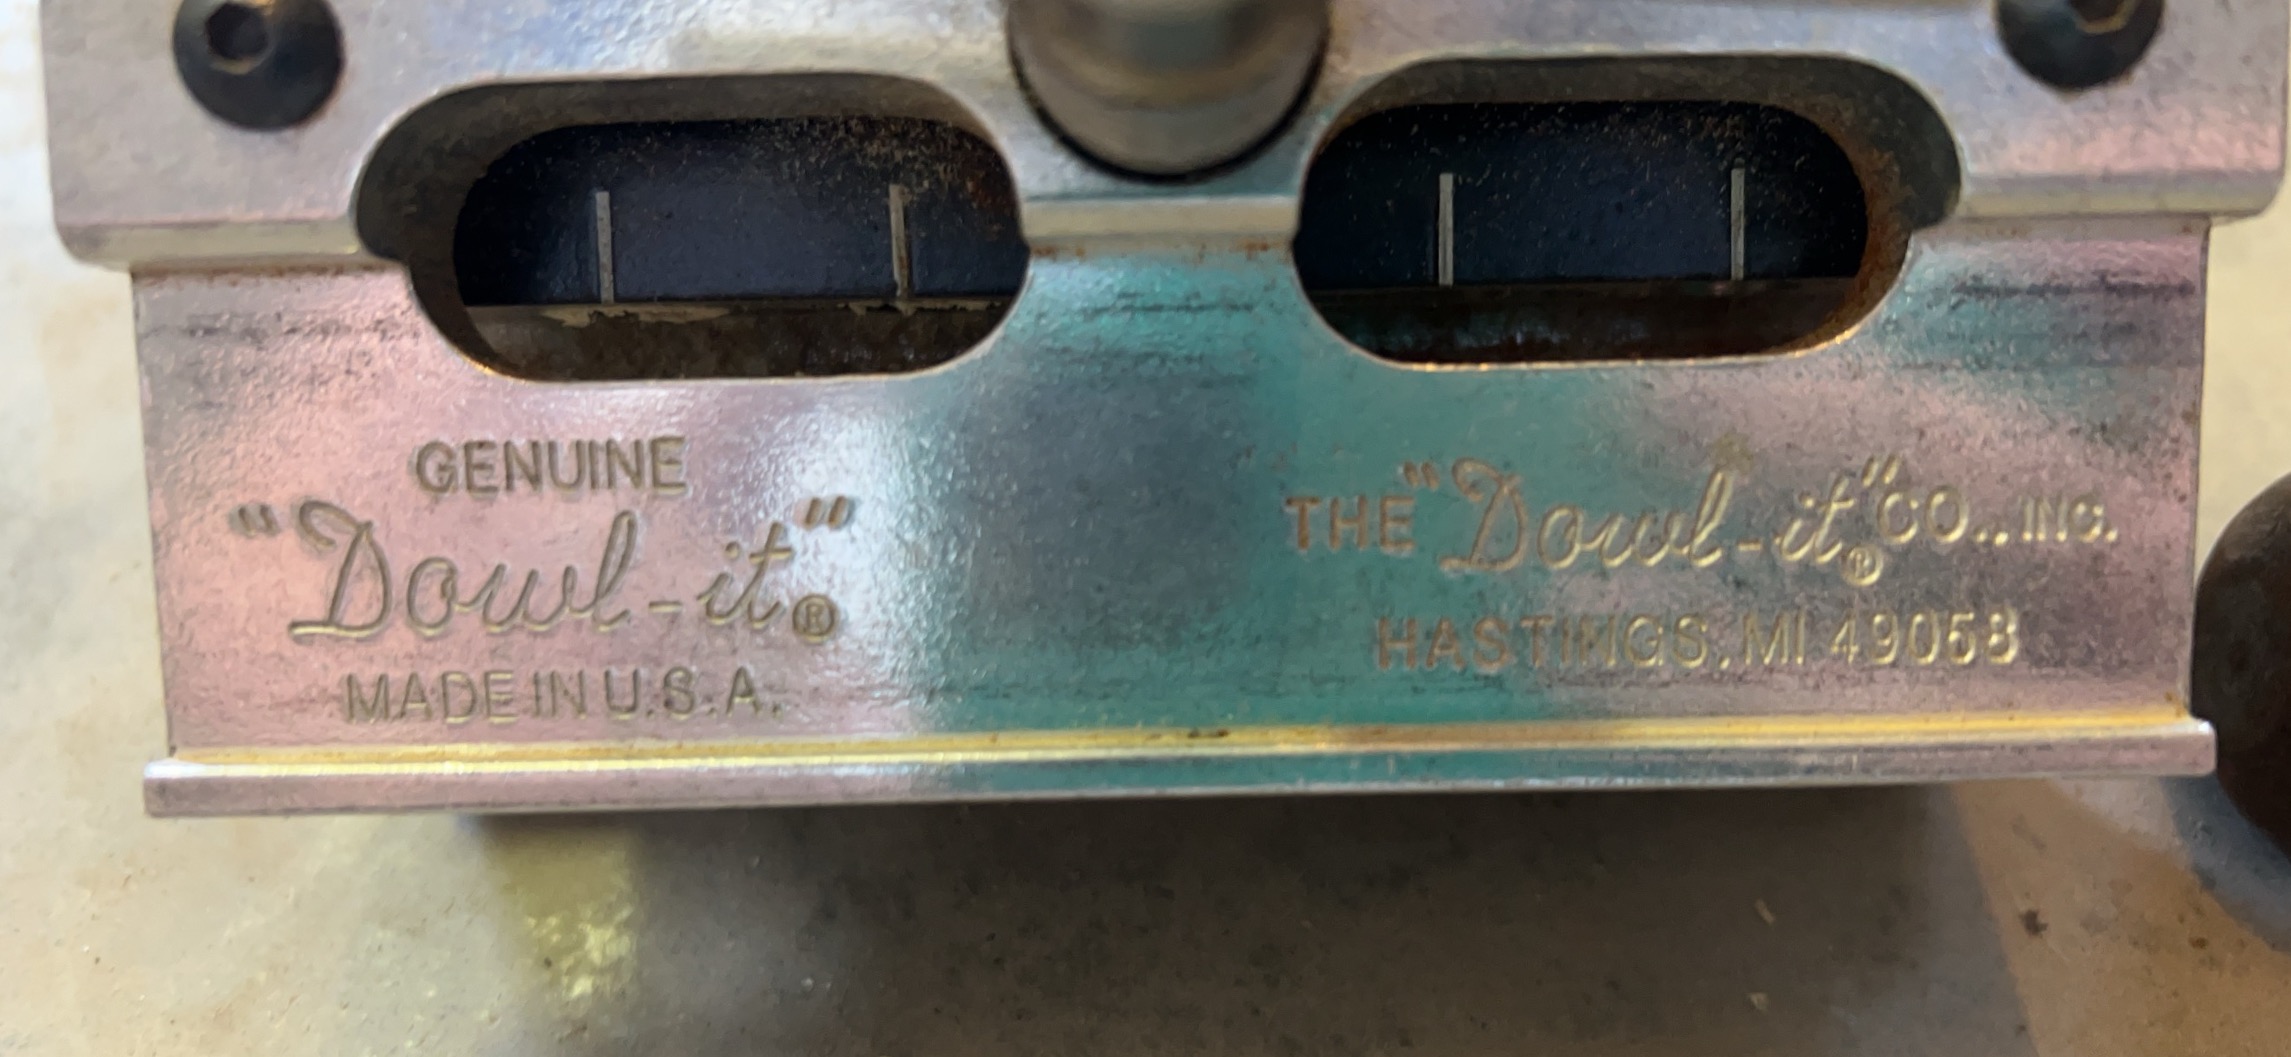 GENUINE
"Dowl-it"®
MADE IN U.S.A.
THE "Dowl-it"® CO., INC.
HASTINGS, MI 49058